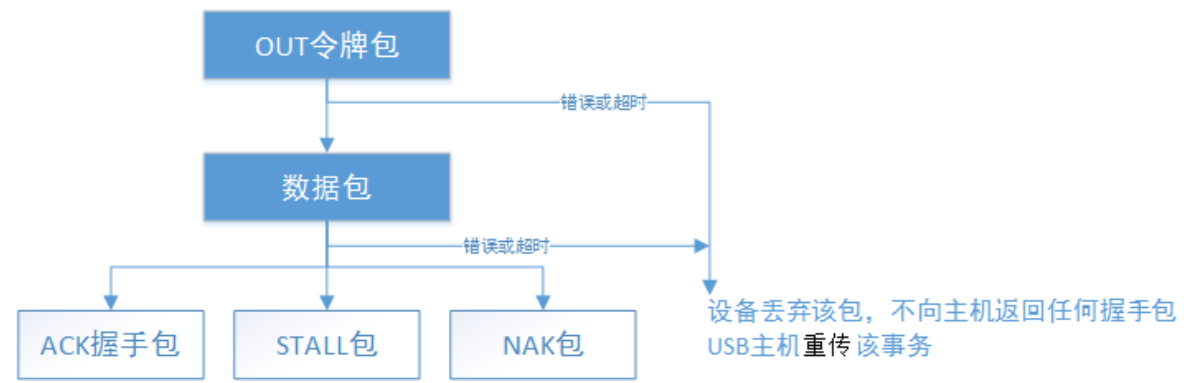 OUT令牌包
错误或超时
数据包
错误或超时
ACK握手包
STALL包
NAK包
设备丢弃该包，不向主机返回任何握手包
USB主机重传该事务